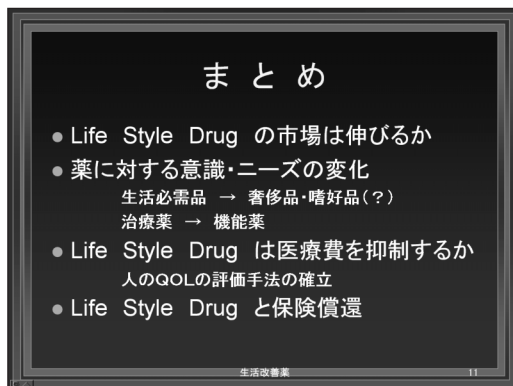 まとめ
Life Style Drug の市場は伸びるか
薬に対する意識・ニーズの変化
生活必需品 → 奢侈品・嗜好品(?)
治療薬 → 機能薬
Life Style Drug は医療費を抑制するか
人のQOLの評価手法の確立
Life Style Drug と保険償還
生活改善薬 11